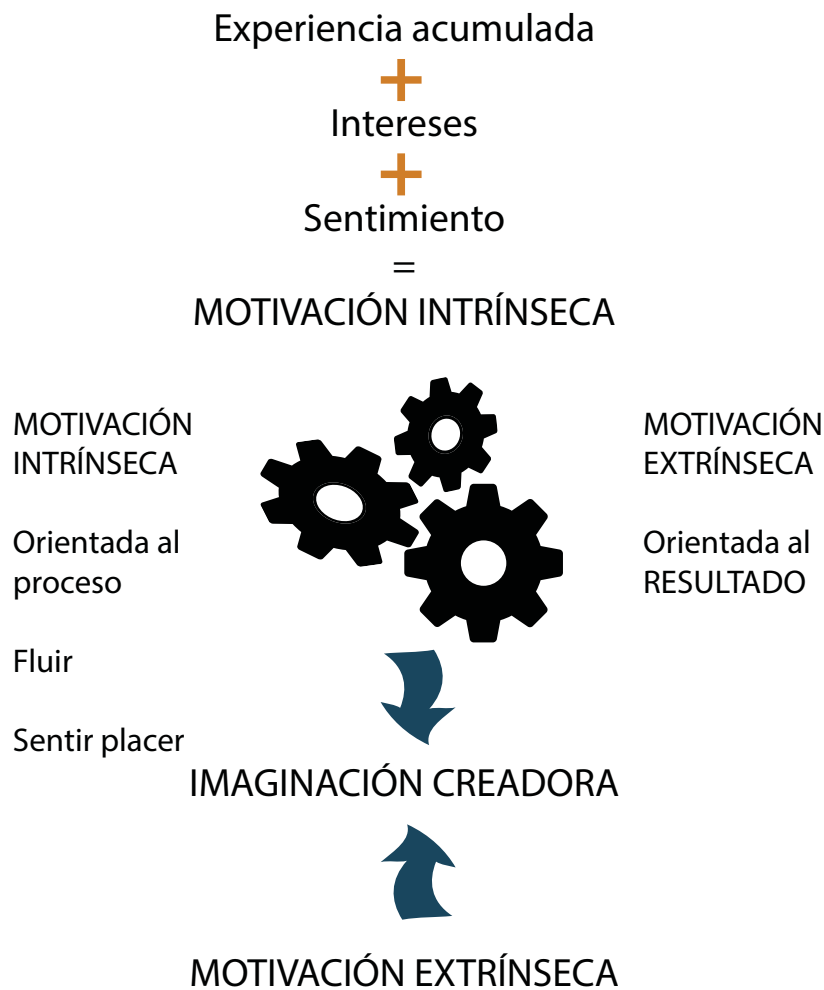 Experiencia acumulada
+
Intereses
+
Sentimiento
=
MOTIVACIÓN INTRÍNSECA
MOTIVACIÓN
INTRÍNSECA
Orientada al
proceso
Fluir
Sentir placer
MOTIVACIÓN
EXTRÍNSECA
Orientada al
RESULTADO
IMAGINACIÓN CREADORA
MOTIVACIÓN EXTRÍNSECA